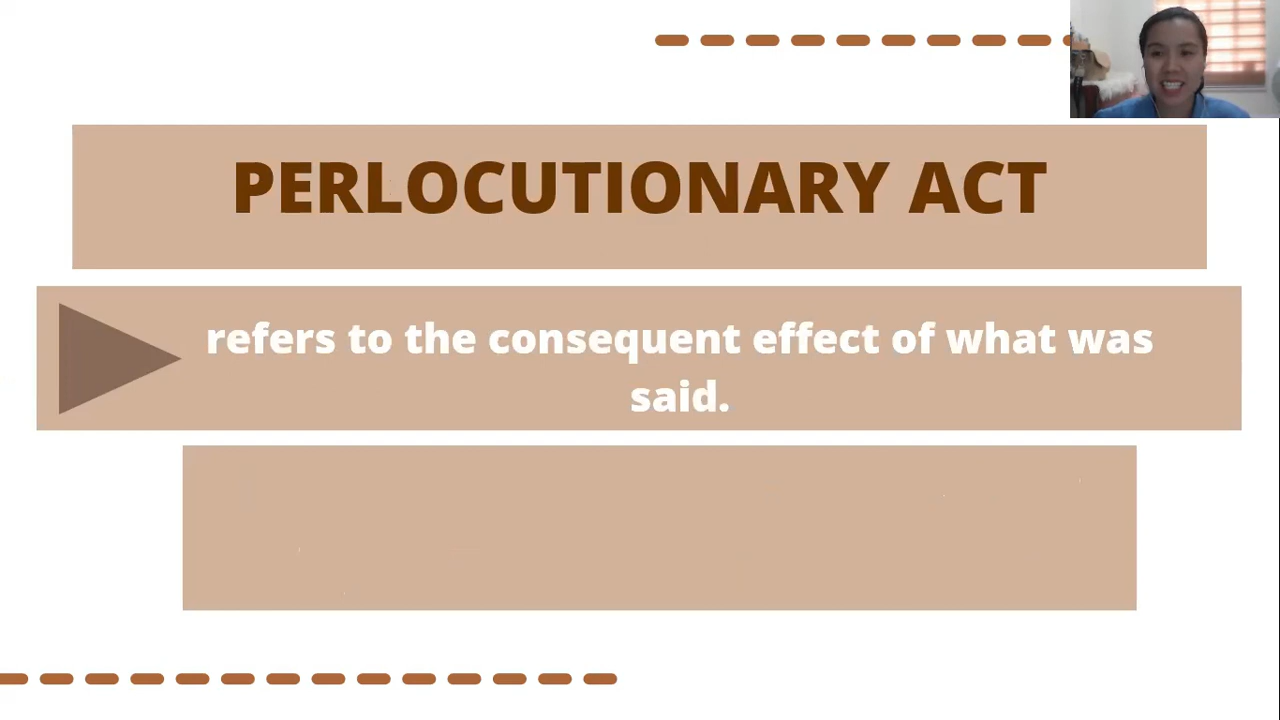 PERLOCUTIONARY ACT
refers to the consequent effect of what was
said.